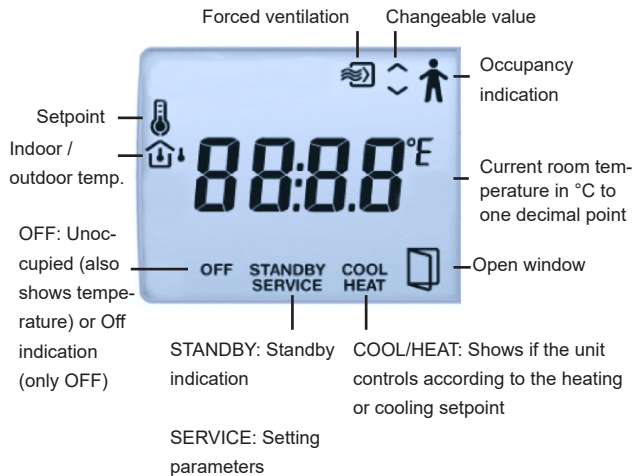 Forced ventilation
Changeable value
Occupancy
indication
Setpoint
Indoor /
outdoor temp.
88:8.8
°E
Current room tem-
perature in °C to
one decimal point
OFF: Unoc-
cupied (also
shows tempe-
rature) or Off
indication
(only OFF)
OFF
STANDBY
SERVICE
COOL
HEAT
Open window
STANDBY: Standby
indication
COOL/HEAT: Shows if the unit
controls according to the heating
or cooling setpoint
SERVICE: Setting
parameters